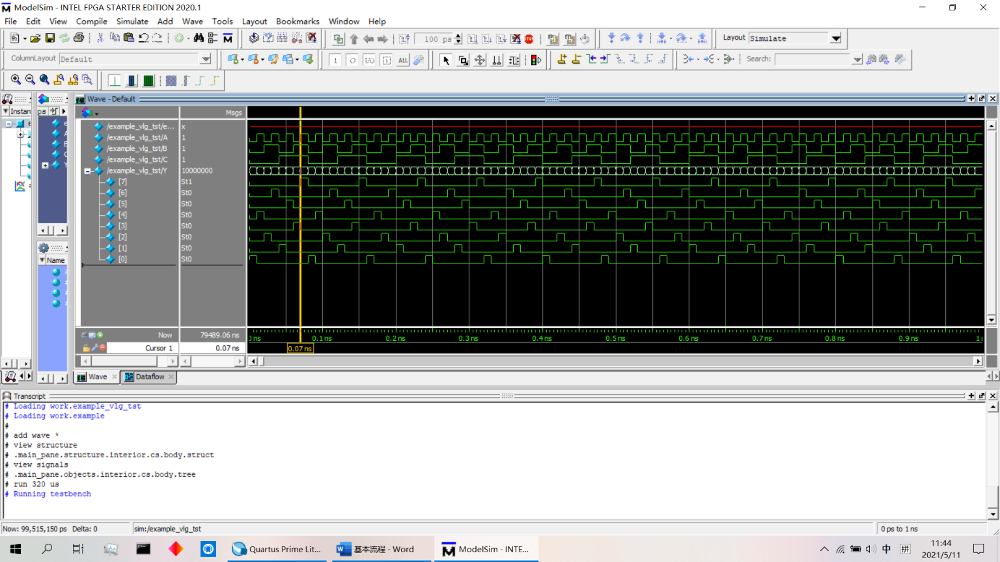 ModelSim - INTEL FPGA STARTER EDITION 2020.1
File Edit View Compile Simulate Add Wave Tools Layout Bookmarks Window Help
100 ps
Layout Simulate
ColumnLayout Default
ALL
Search:
Wave - Default
Instan
ps
Msgs
/example_vlg_tst/e... x
/example_vlg_tst/A 1
/example_vlg_tst/B 1
/example_vlg_tst/C 1
/example_vlg_tst/Y 10000000
[7] St1
[6] St0
[5] St0
[4] St0
[3] St0
[2] St0
[1] St0
[0] St0
Name
Now 79489.06 ns
ns 0.1 ns 0.2 ns 0.3 ns 0.4 ns 0.5 ns 0.6 ns 0.7 ns 0.8 ns 0.9 ns
Cursor 1 0.07 ns
0.07 ns
Wave Dataflow
Transcript
# Loading work.example_vlg_tst
# Loading work.example
#
# add wave *
# view structure
# .main_pane.structure.interior.cs.body.struct
# view signals
# .main_pane.objects.interior.cs.body.tree
# run 320 us
# Running testbench
Now: 99,515,150 ps Delta: 0
sim:/example_vlg_tst
0 ps to 1 ns
Quartus Prime Lit...
基本流程 - Word
ModelSim - INTE...
中
拼
11:44
2021/5/11